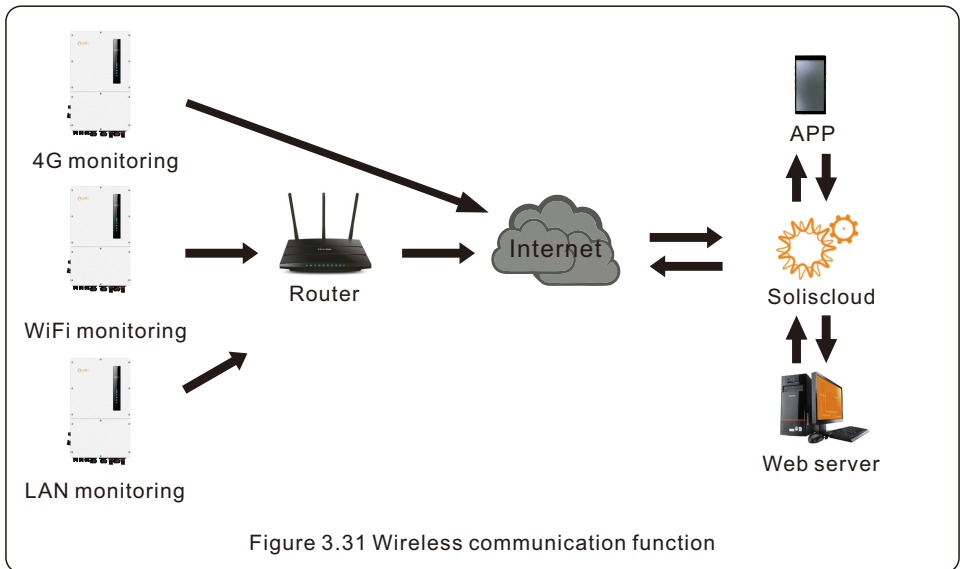 4G monitoring
WiFi monitoring
LAN monitoring
Router
Internet
APP
Soliscloud
Web server
Figure 3.31 Wireless communication function